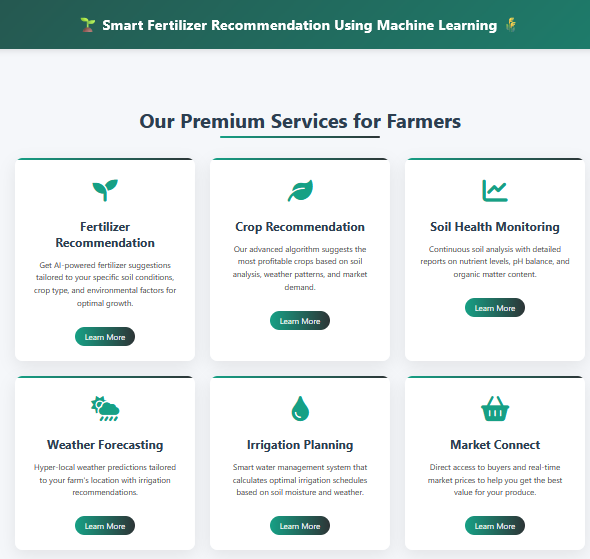 🌱 Smart Fertilizer Recommendation Using Machine Learning 🌾
Our Premium Services for Farmers
Fertilizer
Recommendation
Get AI-powered fertilizer suggestions
tailored to your specific soil conditions,
crop type, and environmental factors for
optimal growth.
Learn More
Crop Recommendation
Our advanced algorithm suggests the
most profitable crops based on soil
analysis, weather patterns, and market
demand.
Learn More
Soil Health Monitoring
Continuous soil analysis with detailed
reports on nutrient levels, pH balance, and
organic matter content.
Learn More
Weather Forecasting
Hyper-local weather predictions tailored
to your farm's location with irrigation
recommendations.
Learn More
Irrigation Planning
Smart water management system that
calculates optimal irrigation schedules
based on soil moisture and weather.
Learn More
Market Connect
Direct access to buyers and real-time
market prices to help you get the best
value for your produce.
Learn More